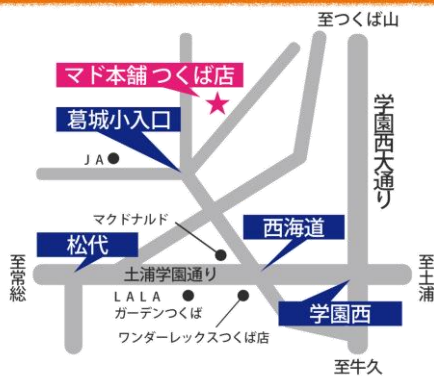 至つくば山
マド本舗 つくば店
葛城小入口
学園西大通り
JA
マクドナルド
西海道
松代
至常総
土浦学園通り
至土浦
LALA
ガーデンつくば
学園西
ワンダーレックスつくば店
至牛久